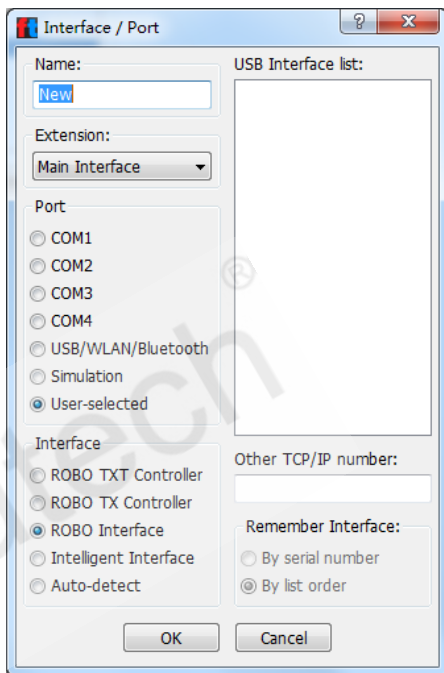 Interface / Port
Name:
New
Extension:
Main Interface
Port
COM1
COM2
COM3
COM4
USB/WLAN/Bluetooth
Simulation
User-selected
Interface
ROBO TXT Controller
ROBO TX Controller
ROBO Interface
Intelligent Interface
Auto-detect
USB Interface list:
Other TCP/IP number:
Remember Interface:
By serial number
By list order
OK
Cancel
atech
®